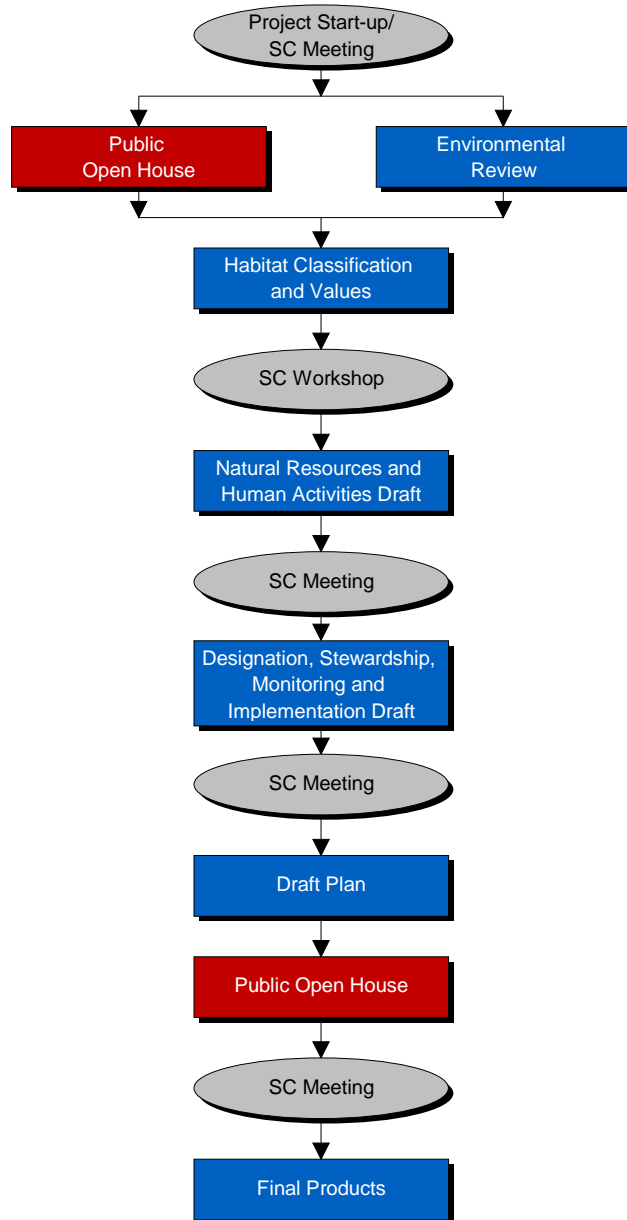 Project Start-up/
SC Meeting
Public
Open House
Environmental
Review
Habitat Classification
and Values
SC Workshop
Natural Resources and
Human Activities Draft
SC Meeting
Designation, Stewardship,
Monitoring and
Implementation Draft
SC Meeting
Draft Plan
Public Open House
SC Meeting
Final Products